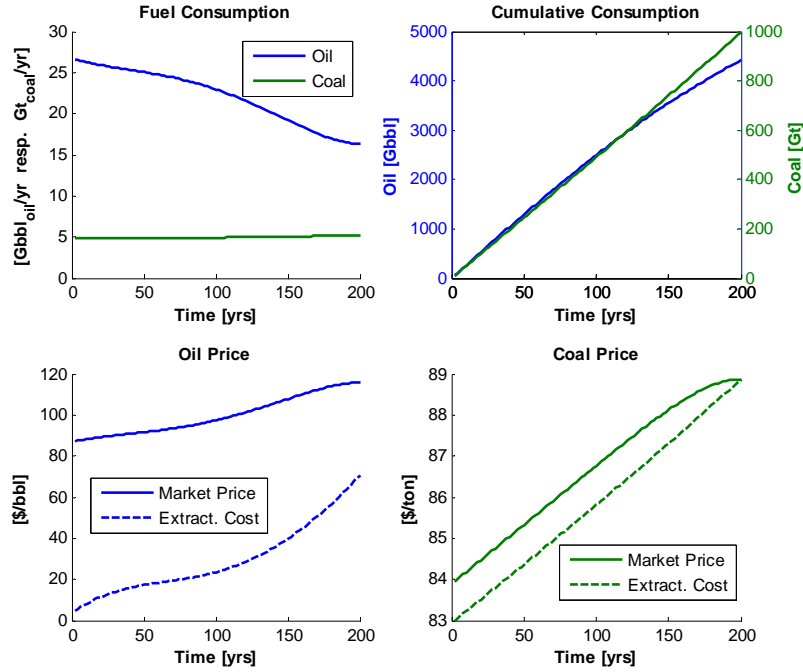 Fuel Consumption
[Gbbl_oil/yr resp. Gt_coal/yr]
30
25
20
15
10
5
0
Oil
Coal
0 50 100 150 200
Time [yrs]
Cumulative Consumption
Oil [Gbbl]
5000
4000
3000
2000
1000
0
1000
800
600
400
200
0
Coal [Gt]
50 100 150 200
Time [yrs]
Oil Price
[$/bbl]
120
100
80
60
40
20
0
Market Price
Extract. Cost
0 50 100 150 200
Time [yrs]
Coal Price
[$/ton]
89
88
87
86
85
84
83
Market Price
Extract. Cost
0 50 100 150 200
Time [yrs]